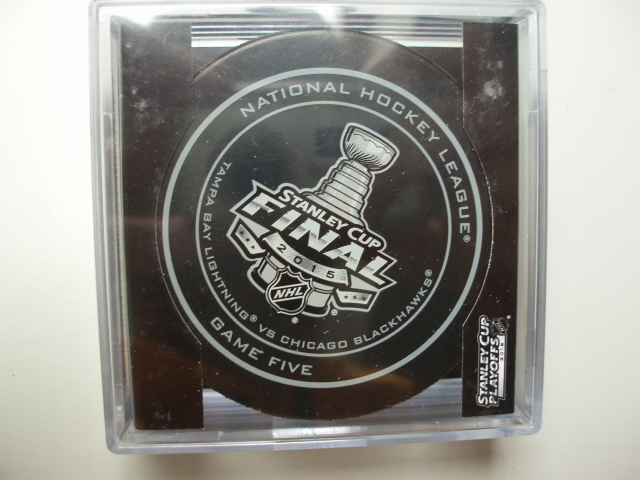 NATIONAL HOCKEY LEAGUE®
STANLEY CUP
FINAL
2015
NHL
® ®
TAMPA BAY LIGHTNING® VS CHICAGO BLACKHAWKS®
GAME FIVE
STANLEY CUP
PLAYOFFS